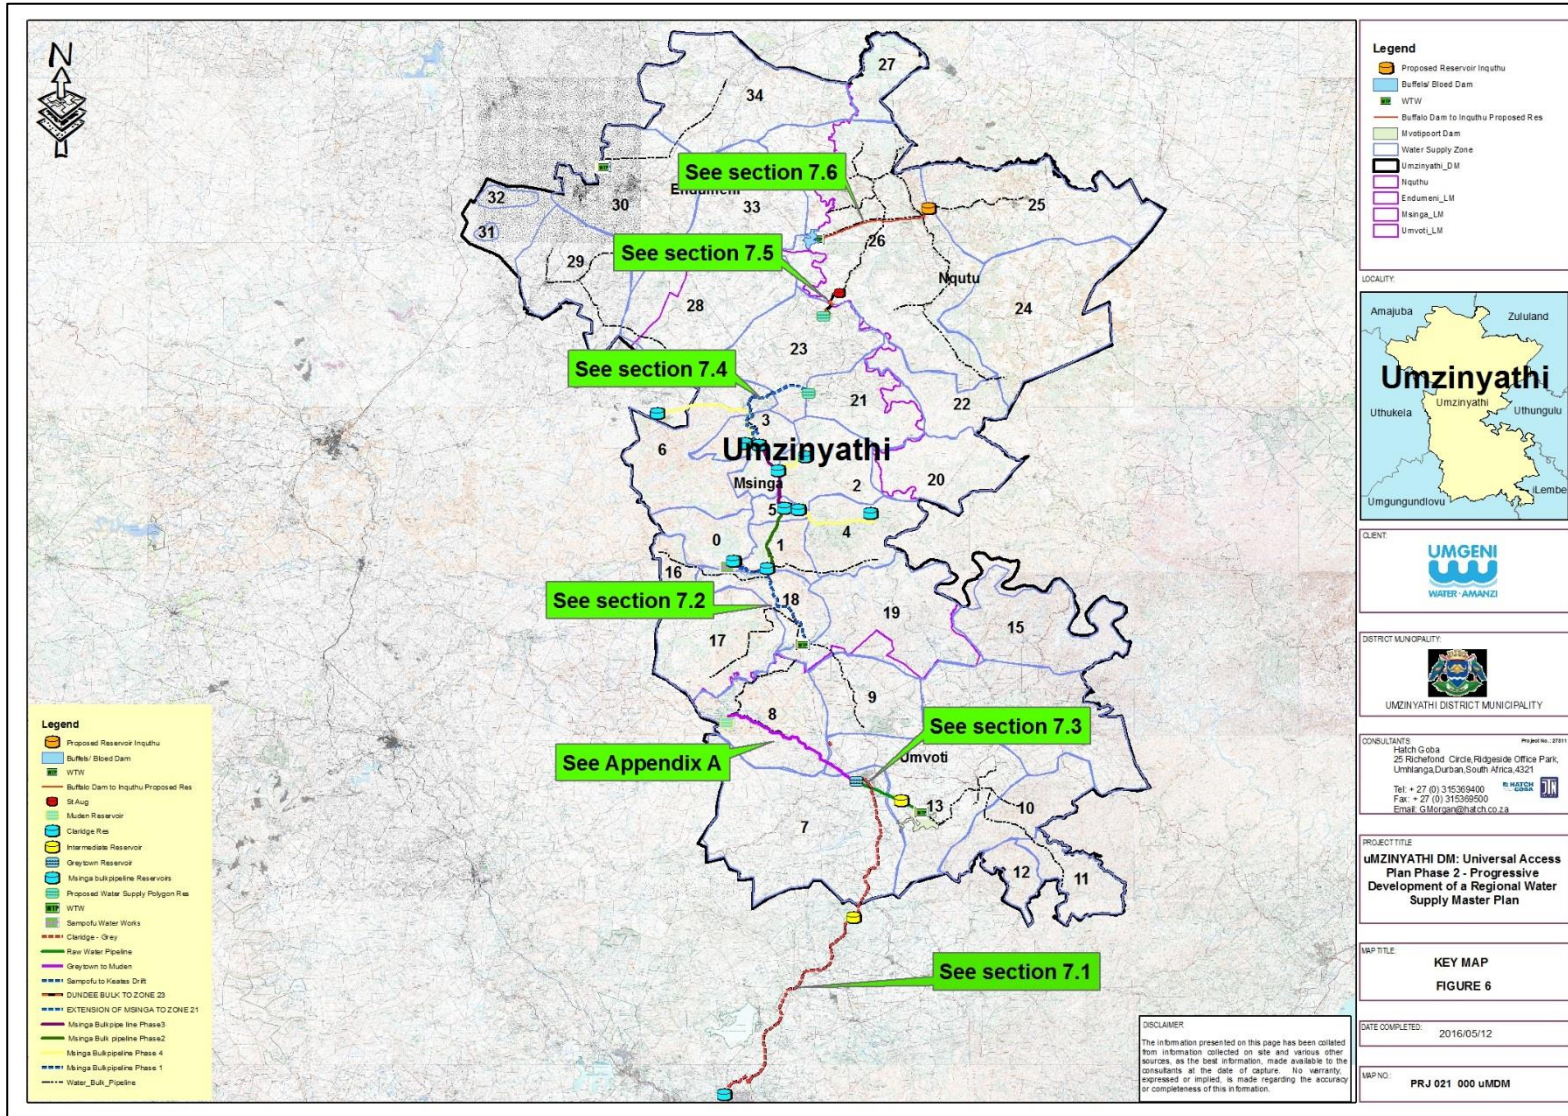 N
27
34
See section 7.6
Endumeni
32
30
33
25
31
26
See section 7.5
29
Nqutu
28
24
23
See section 7.4
21
22
3
6
Umzinyathi
Msinga
2
20
5
4
0
1
16
18
See section 7.2
19
15
17
9
8
See section 7.3
Umvoti
See Appendix A
13
10
7
12
11
See section 7.1
Legend
Proposed Reservoir Inquthu
Buffels/ Bloed Dam
WTW
Buffalo Dam to Inquthu Proposed Res
St Aug
Muden Reservoir
Claridge Res
Intermediate Reservoir
Greytown Reservoir
Msinga bulkpipeline Reservoirs
Proposed Water Supply Polygon Res
WTW
Sampofu Water Works
Claridge - Grey
Raw Water Pipeline
Greytown to Muden
Sampofu to Keates Drift
DUNDEE BULK TO ZONE 23
EXTENSION OF MSINGA TO ZONE 21
Msinga Bulkpipe line Phase3
Msinga Bulk pipeline Phase2
Msinga Bulkpipeline Phase 4
Msinga Bulkpipeline Phase 1
Water_Bulk_Pipeline
DISCLAIMER
The information presented on this page has been collated
from information collected on site and various other
sources, as the best information, made available to the
consultants at the date of capture. No warranty,
expressed or implied, is made regarding the accuracy
or completeness of this information.
Legend
Proposed Reservoir Inquthu
Buffels/ Bloed Dam
WTW
Buffalo Dam to Inquthu Proposed Res
Mvotipoort Dam
Water Supply Zone
Umzinyathi_DM
Nquthu
Endumeni_LM
Msinga_LM
Umvoti_LM
LOCALITY:
Amajuba
Zululand
Umzinyathi
Umzinyathi
Uthukela
Uthungulu
Umgungundlovu
iLembe
CLIENT:
UMGENI
WATER · AMANZI
DISTRICT MUNICIPALITY:
UMZINYATHI DISTRICT MUNICIPALITY
CONSULTANTS:
Hatch Goba
25 Richefond Circle,Ridgeside Office Park,
Umhlanga,Durban,South Africa,4321
Tel: + 27 (0) 315369400
Fax: + 27 (0) 315369500
Email: GMorgan@hatch.co.za
HATCH
GOBA
PROJECT TITLE
uMZINYATHI DM: Universal Access
Plan Phase 2 - Progressive
Development of a Regional Water
Supply Master Plan
MAP TITLE:
KEY MAP
FIGURE 6
DATE COMPLETED:
2016/05/12
MAP NO.:
PRJ 021 000 uMDM